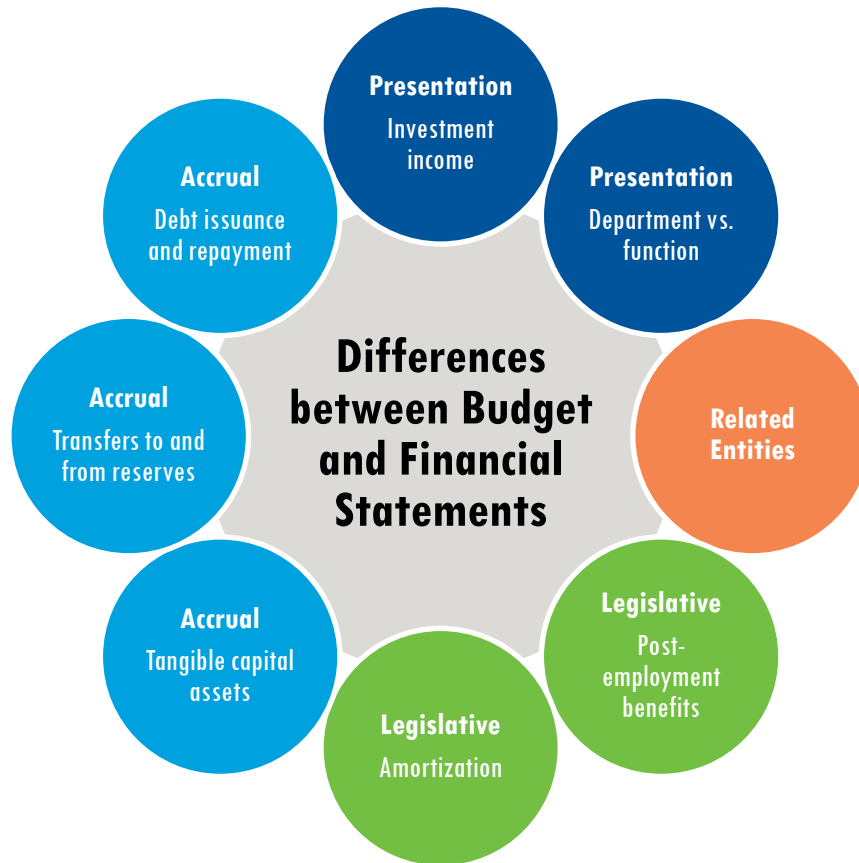 Presentation
Investment
income
Presentation
Department vs.
function
Related
Entities
Legislative
Post-
employment
benefits
Legislative
Amortization
Accrual
Tangible capital
assets
Accrual
Transfers to and
from reserves
Accrual
Debt issuance
and repayment
Differences
between Budget
and Financial
Statements